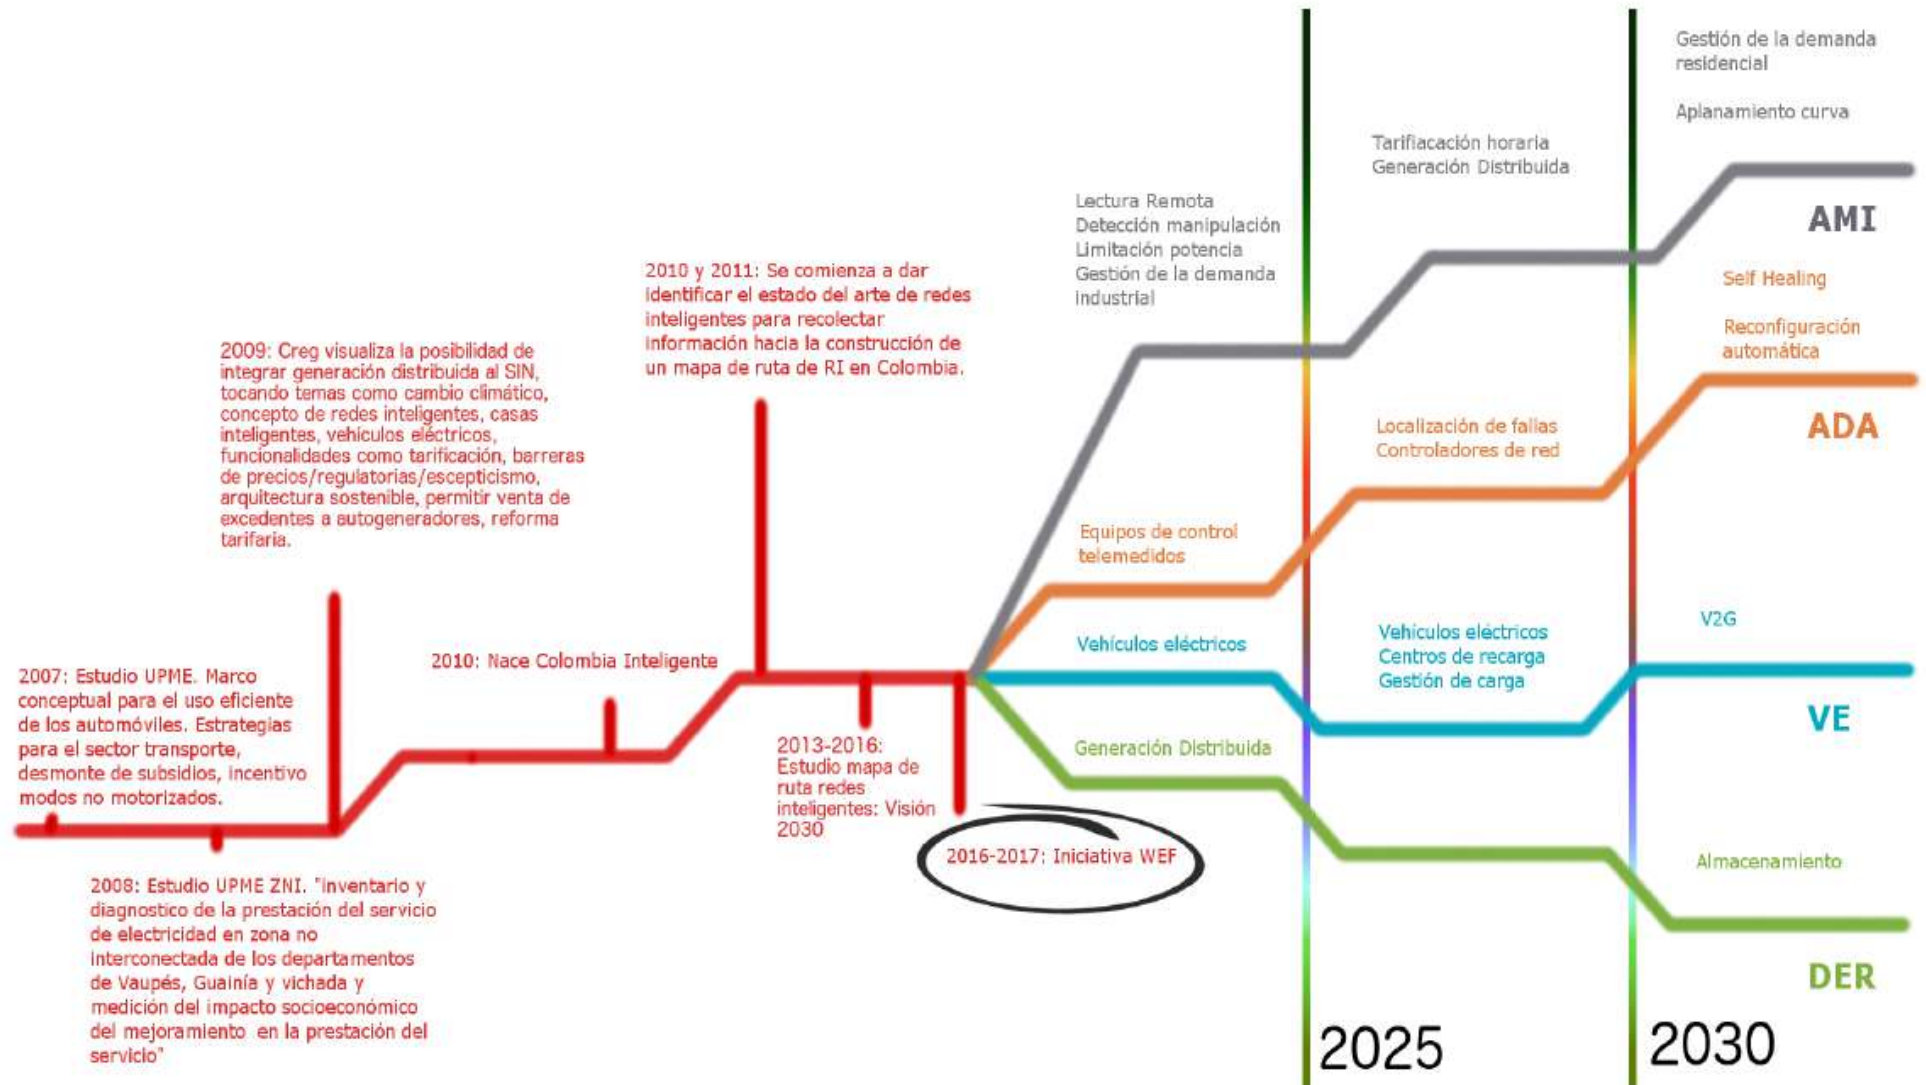 2007: Estudio UPME. Marco
conceptual para el uso eficiente
de los automóviles. Estrategias
para el sector transporte,
desmonte de subsidios, incentivo
modos no motorizados.
2008: Estudio UPME ZNI. "inventario y
diagnostico de la prestación del servicio
de electricidad en zona no
interconectada de los departamentos
de Vaupés, Guainía y vichada y
medición del impacto socioeconómico
del mejoramiento en la prestación del
servicio"
2009: Creg visualiza la posibilidad de
integrar generación distribuida al SIN,
tocando temas como cambio climático,
concepto de redes inteligentes, casas
inteligentes, vehículos eléctricos,
funcionalidades como tarificación, barreras
de precios/regulatorias/escepticismo,
arquitectura sostenible, permitir venta de
excedentes a autogeneradores, reforma
tarifaria.
2010: Nace Colombia Inteligente
2010 y 2011: Se comienza a dar
identificar el estado del arte de redes
inteligentes para recolectar
información hacia la construcción de
un mapa de ruta de RI en Colombia.
2013-2016:
Estudio mapa de
ruta redes
inteligentes: Visión
2030
2016-2017: Iniciativa WEF
Lectura Remota
Detección manipulación
Limitación potencia
Gestión de la demanda
industrial
Tarifiacación horaria
Generación Distribuida
Gestión de la demanda
residencial
Aplanamiento curva
AMI
Equipos de control
telemedidos
Localización de fallas
Controladores de red
Self Healing
Reconfiguración
automática
ADA
Vehículos eléctricos
Vehículos eléctricos
Centros de recarga
Gestión de carga
V2G
VE
Generación Distribuida
Almacenamiento
DER
2025
2030